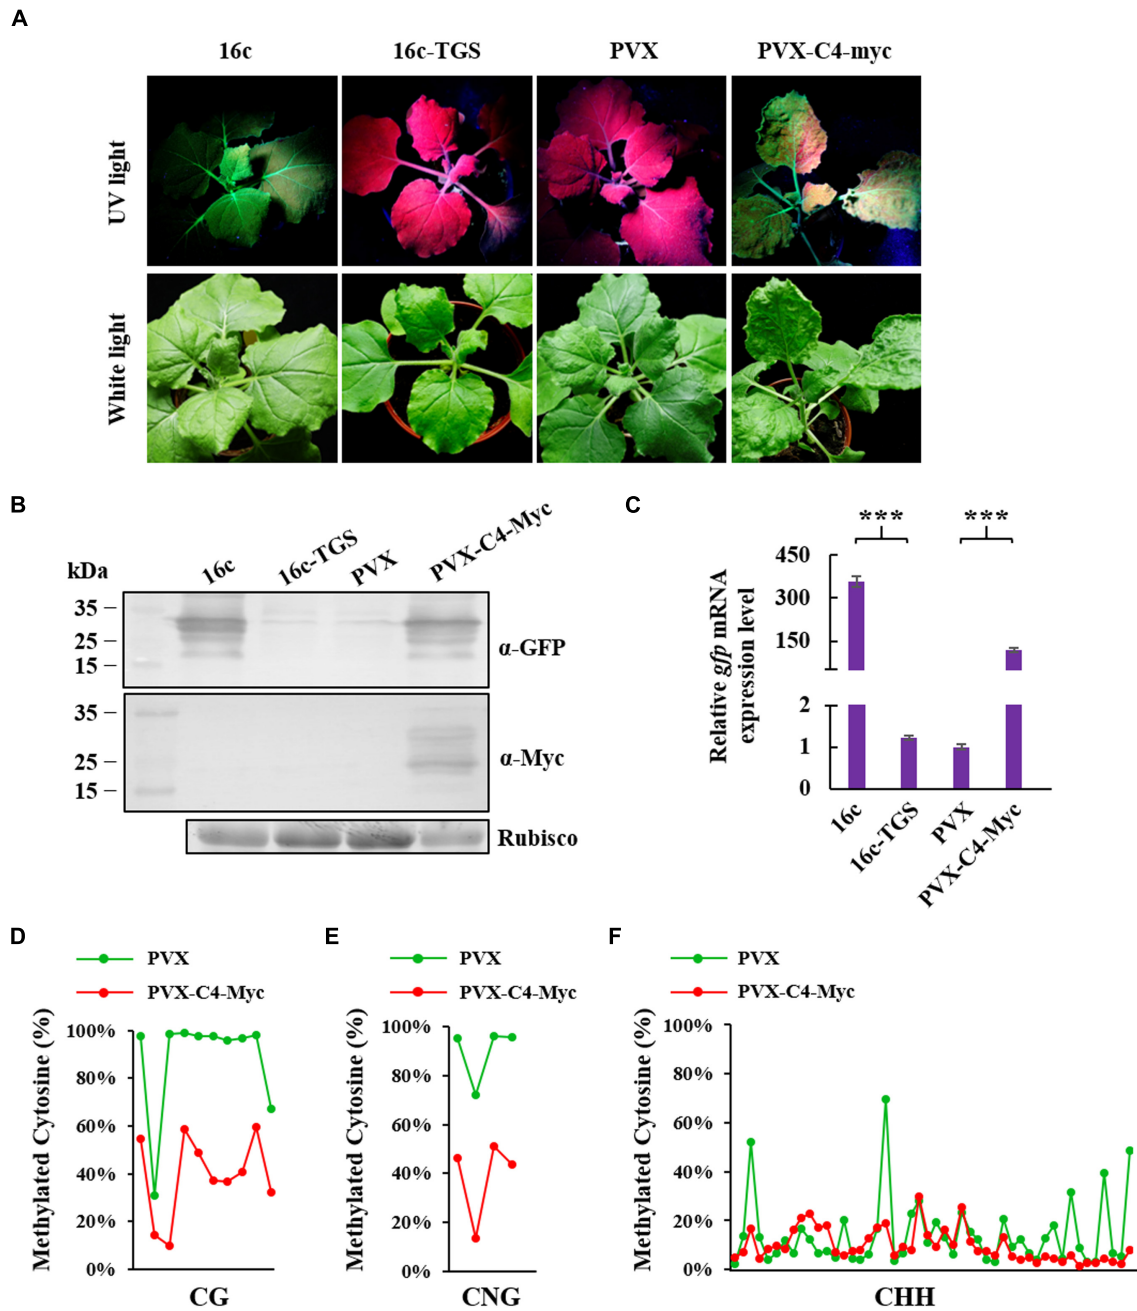 A
16c
16c-TGS
PVX
PVX-C4-myc
UV light
White light
B
kDa
16c
16c-TGS
PVX
PVX-C4-Myc
35
25
15
α-GFP
35
25
15
α-Myc
Rubisco
C
***
***
Relative gfp mRNA
expression level
450
300
150
2
1
0
16c
16c-TGS
PVX
PVX-C4-Myc
D
PVX
PVX-C4-Myc
Methylated Cytosine (%)
100%
80%
60%
40%
20%
0%
CG
E
PVX
PVX-C4-Myc
Methylated Cytosine (%)
100%
80%
60%
40%
20%
0%
CNG
F
PVX
PVX-C4-Myc
Methylated Cytosine (%)
100%
80%
60%
40%
20%
0%
CHH